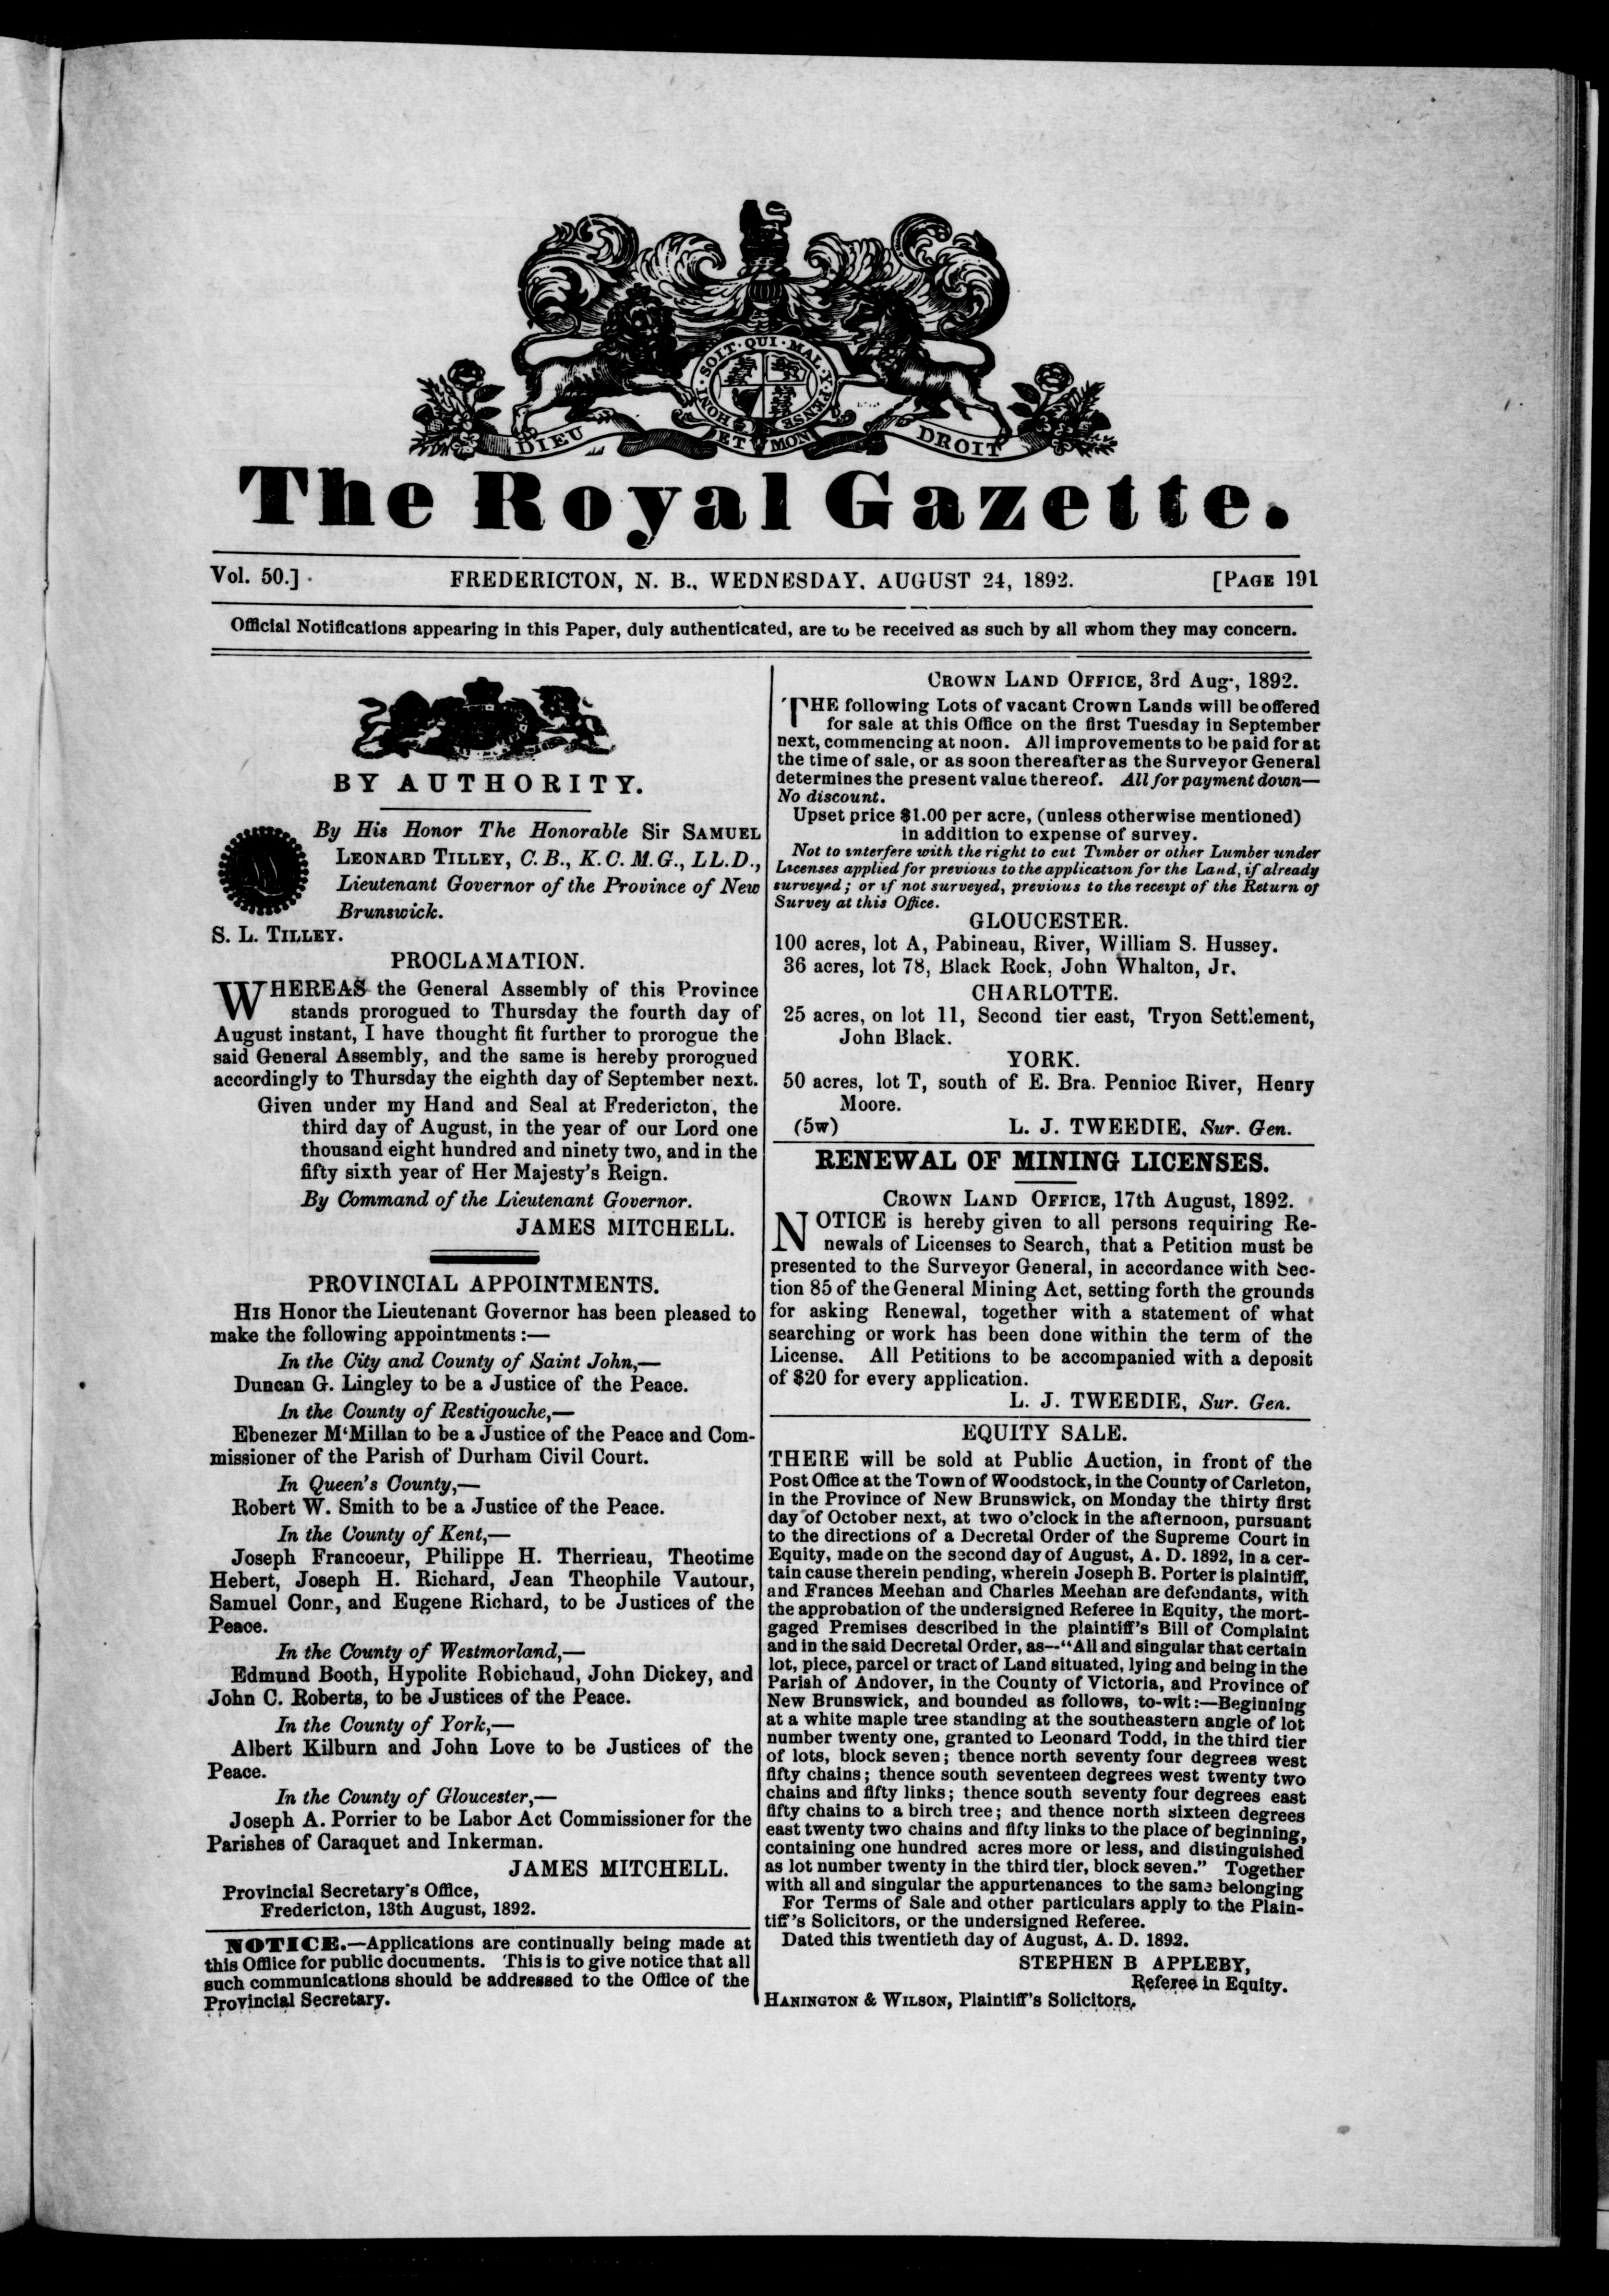 HONI · SOIT · QUI · MAL · Y · PENSE
DIEU ET MON DROIT
The Royal Gazette.
Vol. 50.] FREDERICTON, N. B., WEDNESDAY, AUGUST 24, 1892. [PAGE 191
Official Notifications appearing in this Paper, duly authenticated, are to be received as such by all whom they may concern.
BY AUTHORITY.
By His Honor The Honorable Sir SAMUEL
LEONARD TILLEY, C. B., K. C. M. G., LL.D.,
Lieutenant Governor of the Province of New
Brunswick.
S. L. TILLEY.
PROCLAMATION.
WHEREAS the General Assembly of this Province
stands prorogued to Thursday the fourth day of
August instant, I have thought fit further to prorogue the
said General Assembly, and the same is hereby prorogued
accordingly to Thursday the eighth day of September next.
Given under my Hand and Seal at Fredericton, the
third day of August, in the year of our Lord one
thousand eight hundred and ninety two, and in the
fifty sixth year of Her Majesty's Reign.
By Command of the Lieutenant Governor.
JAMES MITCHELL.
PROVINCIAL APPOINTMENTS.
HIS Honor the Lieutenant Governor has been pleased to
make the following appointments :—
In the City and County of Saint John,—
Duncan G. Lingley to be a Justice of the Peace.
In the County of Restigouche,—
Ebenezer M'Millan to be a Justice of the Peace and Com-
missioner of the Parish of Durham Civil Court.
In Queen's County,—
Robert W. Smith to be a Justice of the Peace.
In the County of Kent,—
Joseph Francoeur, Philippe H. Therrieau, Theotime
Hebert, Joseph H. Richard, Jean Theophile Vautour,
Samuel Conr, and Eugene Richard, to be Justices of the
Peace.
In the County of Westmorland,—
Edmund Booth, Hypolite Robichaud, John Dickey, and
John C. Roberts, to be Justices of the Peace.
In the County of York,—
Albert Kilburn and John Love to be Justices of the
Peace.
In the County of Gloucester,—
Joseph A. Porrier to be Labor Act Commissioner for the
Parishes of Caraquet and Inkerman.
JAMES MITCHELL.
Provincial Secretary's Office,
Fredericton, 13th August, 1892.
NOTICE.—Applications are continually being made at
this Office for public documents. This is to give notice that all
such communications should be addressed to the Office of the
Provincial Secretary.
CROWN LAND OFFICE, 3rd Aug., 1892.
THE following Lots of vacant Crown Lands will be offered
for sale at this Office on the first Tuesday in September
next, commencing at noon. All improvements to be paid for at
the time of sale, or as soon thereafter as the Surveyor General
determines the present value thereof. All for payment down—
No discount.
Upset price $1.00 per acre, (unless otherwise mentioned)
in addition to expense of survey.
Not to interfere with the right to cut Timber or other Lumber under
Licenses applied for previous to the application for the Land, if already
surveyed ; or if not surveyed, previous to the receipt of the Return of
Survey at this Office.
GLOUCESTER.
100 acres, lot A, Pabineau, River, William S. Hussey.
36 acres, lot 78, Black Rock, John Whalton, Jr.
CHARLOTTE.
25 acres, on lot 11, Second tier east, Tryon Settlement,
John Black.
YORK.
50 acres, lot T, south of E. Bra. Pennioc River, Henry
Moore.
(5w) L. J. TWEEDIE, Sur. Gen.
RENEWAL OF MINING LICENSES.
CROWN LAND OFFICE, 17th August, 1892.
NOTICE is hereby given to all persons requiring Re-
newals of Licenses to Search, that a Petition must be
presented to the Surveyor General, in accordance with Sec-
tion 85 of the General Mining Act, setting forth the grounds
for asking Renewal, together with a statement of what
searching or work has been done within the term of the
License. All Petitions to be accompanied with a deposit
of $20 for every application.
L. J. TWEEDIE, Sur. Gen.
EQUITY SALE.
THERE will be sold at Public Auction, in front of the
Post Office at the Town of Woodstock, in the County of Carleton,
in the Province of New Brunswick, on Monday the thirty first
day of October next, at two o'clock in the afternoon, pursuant
to the directions of a Decretal Order of the Supreme Court in
Equity, made on the second day of August, A. D. 1892, in a cer-
tain cause therein pending, wherein Joseph B. Porter is plaintiff,
and Frances Meehan and Charles Meehan are defendants, with
the approbation of the undersigned Referee in Equity, the mort-
gaged Premises described in the plaintiff's Bill of Complaint
and in the said Decretal Order, as—"All and singular that certain
lot, piece, parcel or tract of Land situated, lying and being in the
Parish of Andover, in the County of Victoria, and Province of
New Brunswick, and bounded as follows, to-wit :—Beginning
at a white maple tree standing at the southeastern angle of lot
number twenty one, granted to Leonard Todd, in the third tier
of lots, block seven ; thence north seventy four degrees west
fifty chains ; thence south seventeen degrees west twenty two
chains and fifty links ; thence south seventy four degrees east
fifty chains to a birch tree ; and thence north sixteen degrees
east twenty two chains and fifty links to the place of beginning,
containing one hundred acres more or less, and distinguished
as lot number twenty in the third tier, block seven." Together
with all and singular the appurtenances to the same belonging
For Terms of Sale and other particulars apply to the Plain-
tiff's Solicitors, or the undersigned Referee.
Dated this twentieth day of August, A. D. 1892.
STEPHEN B APPLEBY,
Referee in Equity.
HANINGTON & WILSON, Plaintiff's Solicitors.